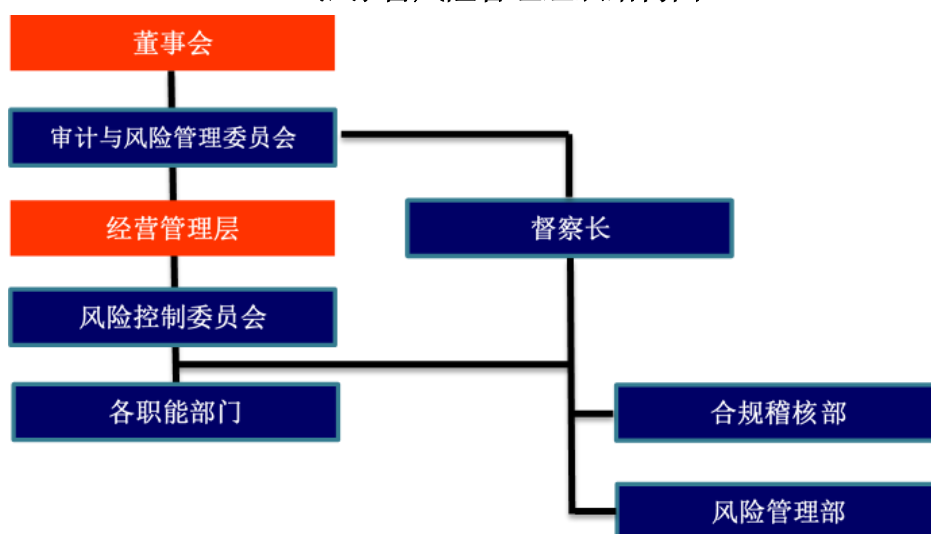 董事会
审计与风险管理委员会
经营管理层
督察长
风险控制委员会
各职能部门
合规稽核部
风险管理部